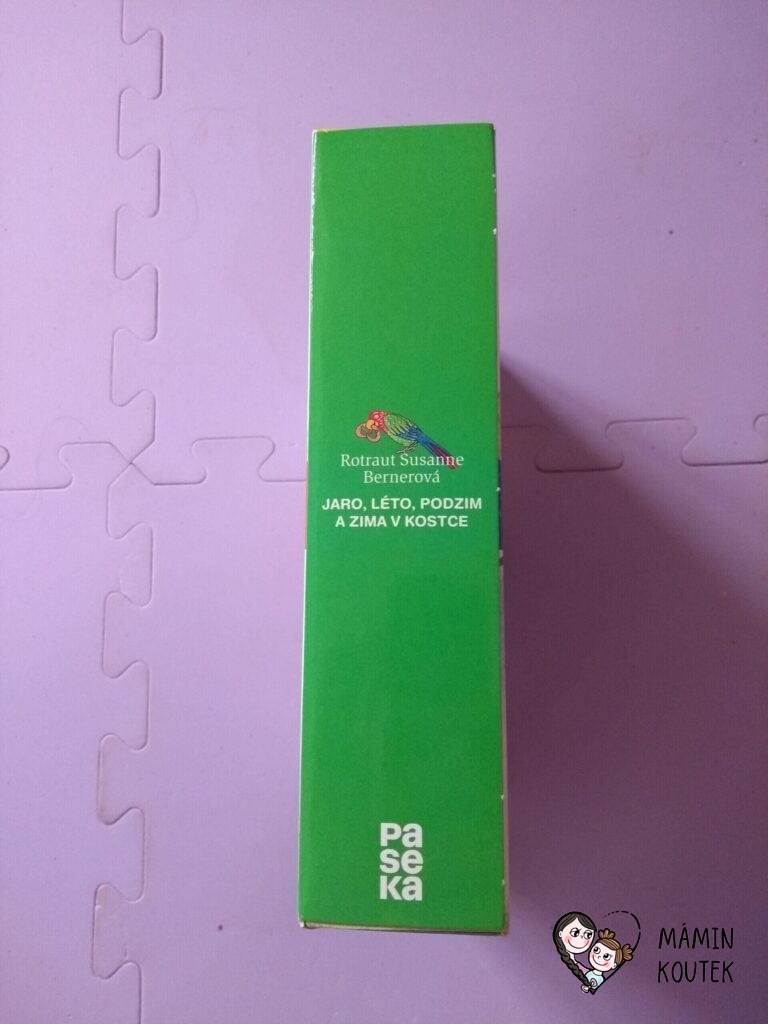 Rotraut Susanne
Bernerová
JARO, LÉTO, PODZIM
A ZIMA V KOSTCE
Pa
se
Ka
MÁMIN
KOUTEK